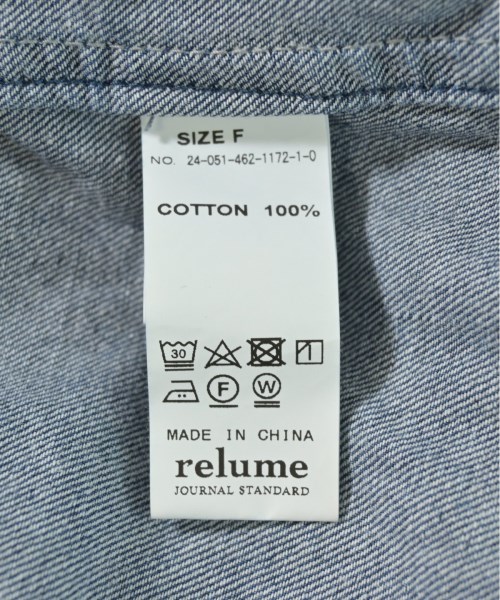 SIZE F
NO. 24-051-462-1172-1-0
COTTON 100%
30
F W
MADE IN CHINA
relume
JOURNAL STANDARD